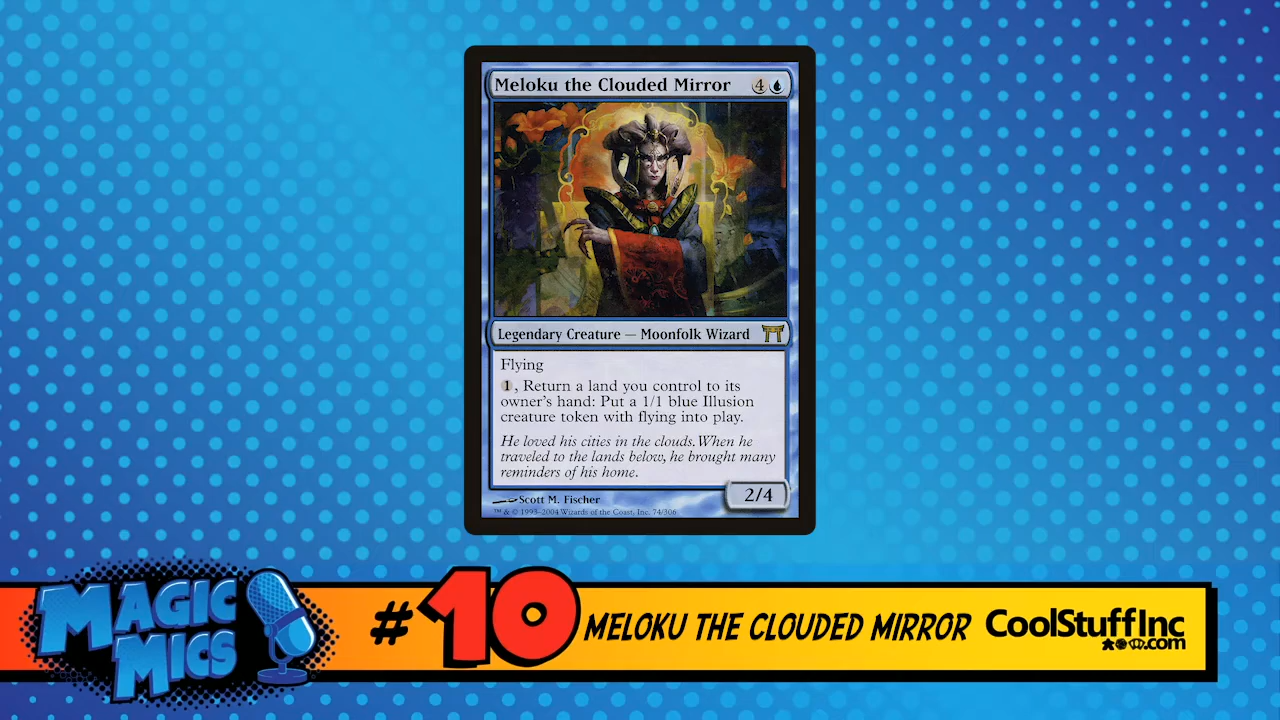 Meloku the Clouded Mirror 4
Legendary Creature — Moonfolk Wizard
Flying
1, Return a land you control to its
owner's hand: Put a 1/1 blue Illusion
creature token with flying into play.
He loved his cities in the clouds. When he
traveled to the lands below, he brought many
reminders of his home.
2/4
Scott M. Fischer
™ & © 1993–2004 Wizards of the Coast, Inc. 74/306
MAGIC
MICS
#10 MELOKU THE CLOUDED MIRROR
CoolStuffInc
.com